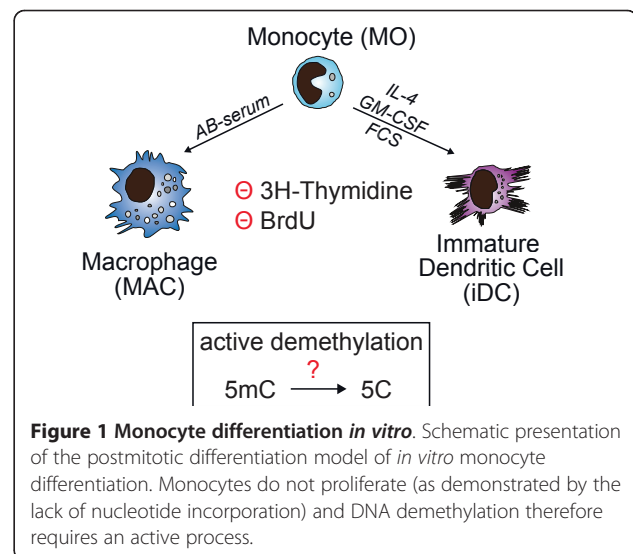 Monocyte (MO)
AB-serum
IL-4
GM-CSF
FCS
Θ 3H-Thymidine
Θ BrdU
Macrophage
(MAC)
Immature
Dendritic Cell
(iDC)
active demethylation
?
5mC → 5C
Figure 1 Monocyte differentiation in vitro. Schematic presentation
of the postmitotic differentiation model of in vitro monocyte
differentiation. Monocytes do not proliferate (as demonstrated by the
lack of nucleotide incorporation) and DNA demethylation therefore
requires an active process.